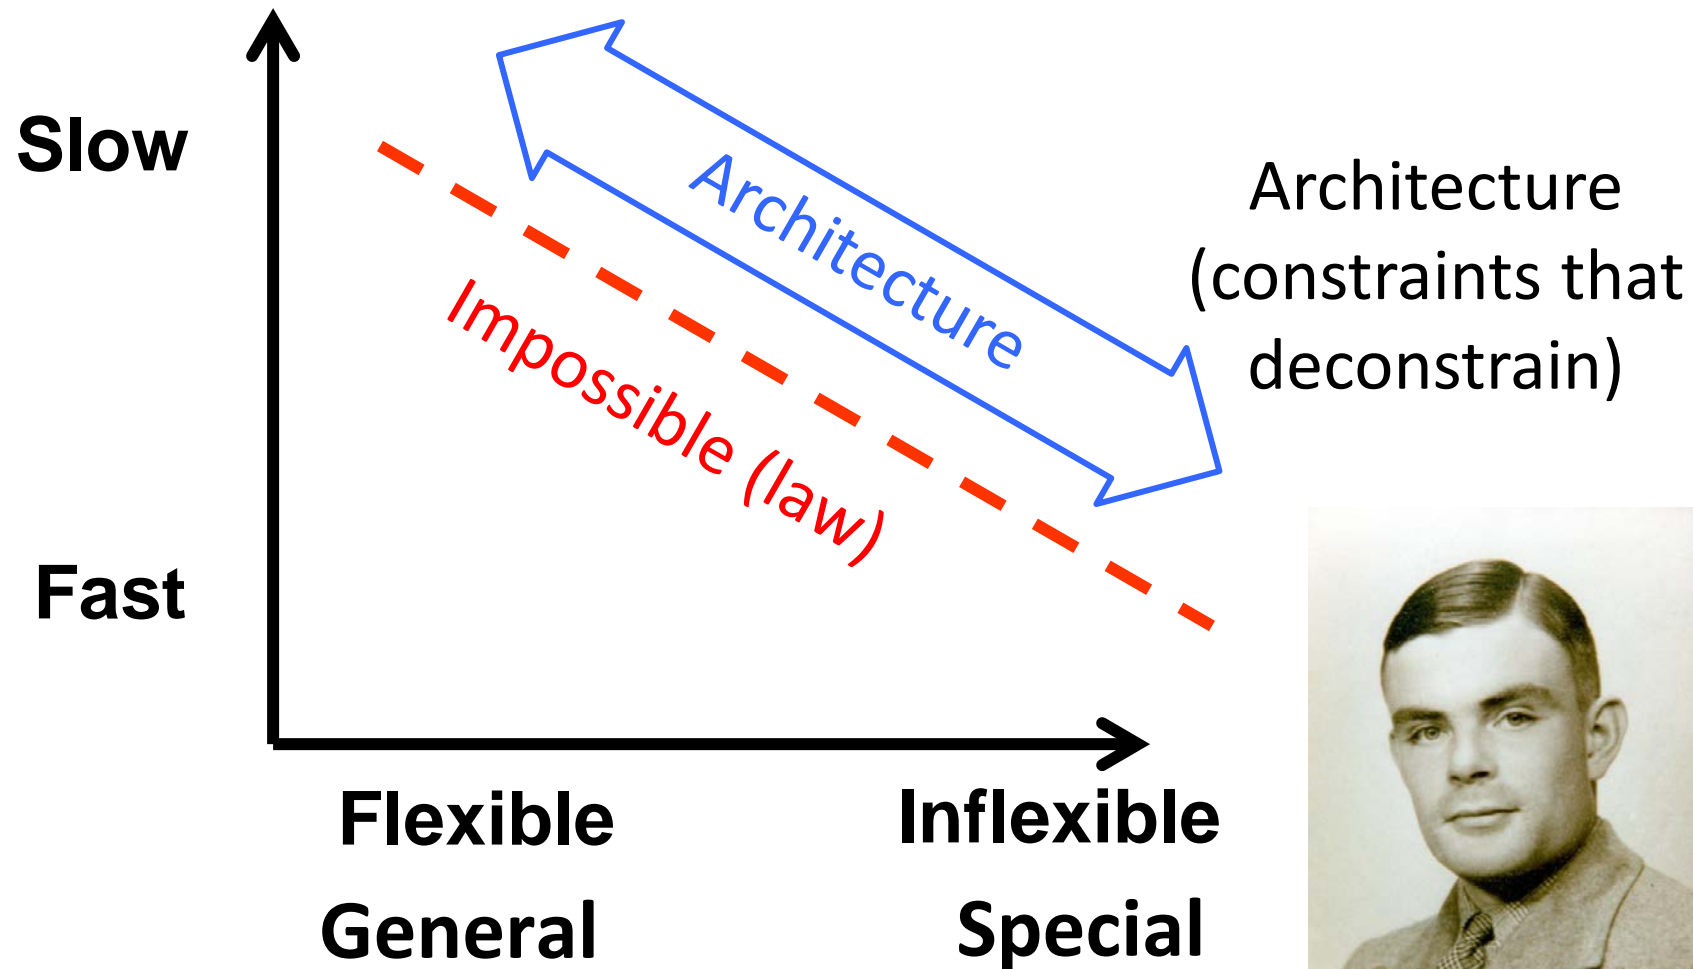 Slow
Fast
Architecture
Impossible (law)
Architecture
(constraints that
deconstrain)
Flexible
Inflexible
General
Special